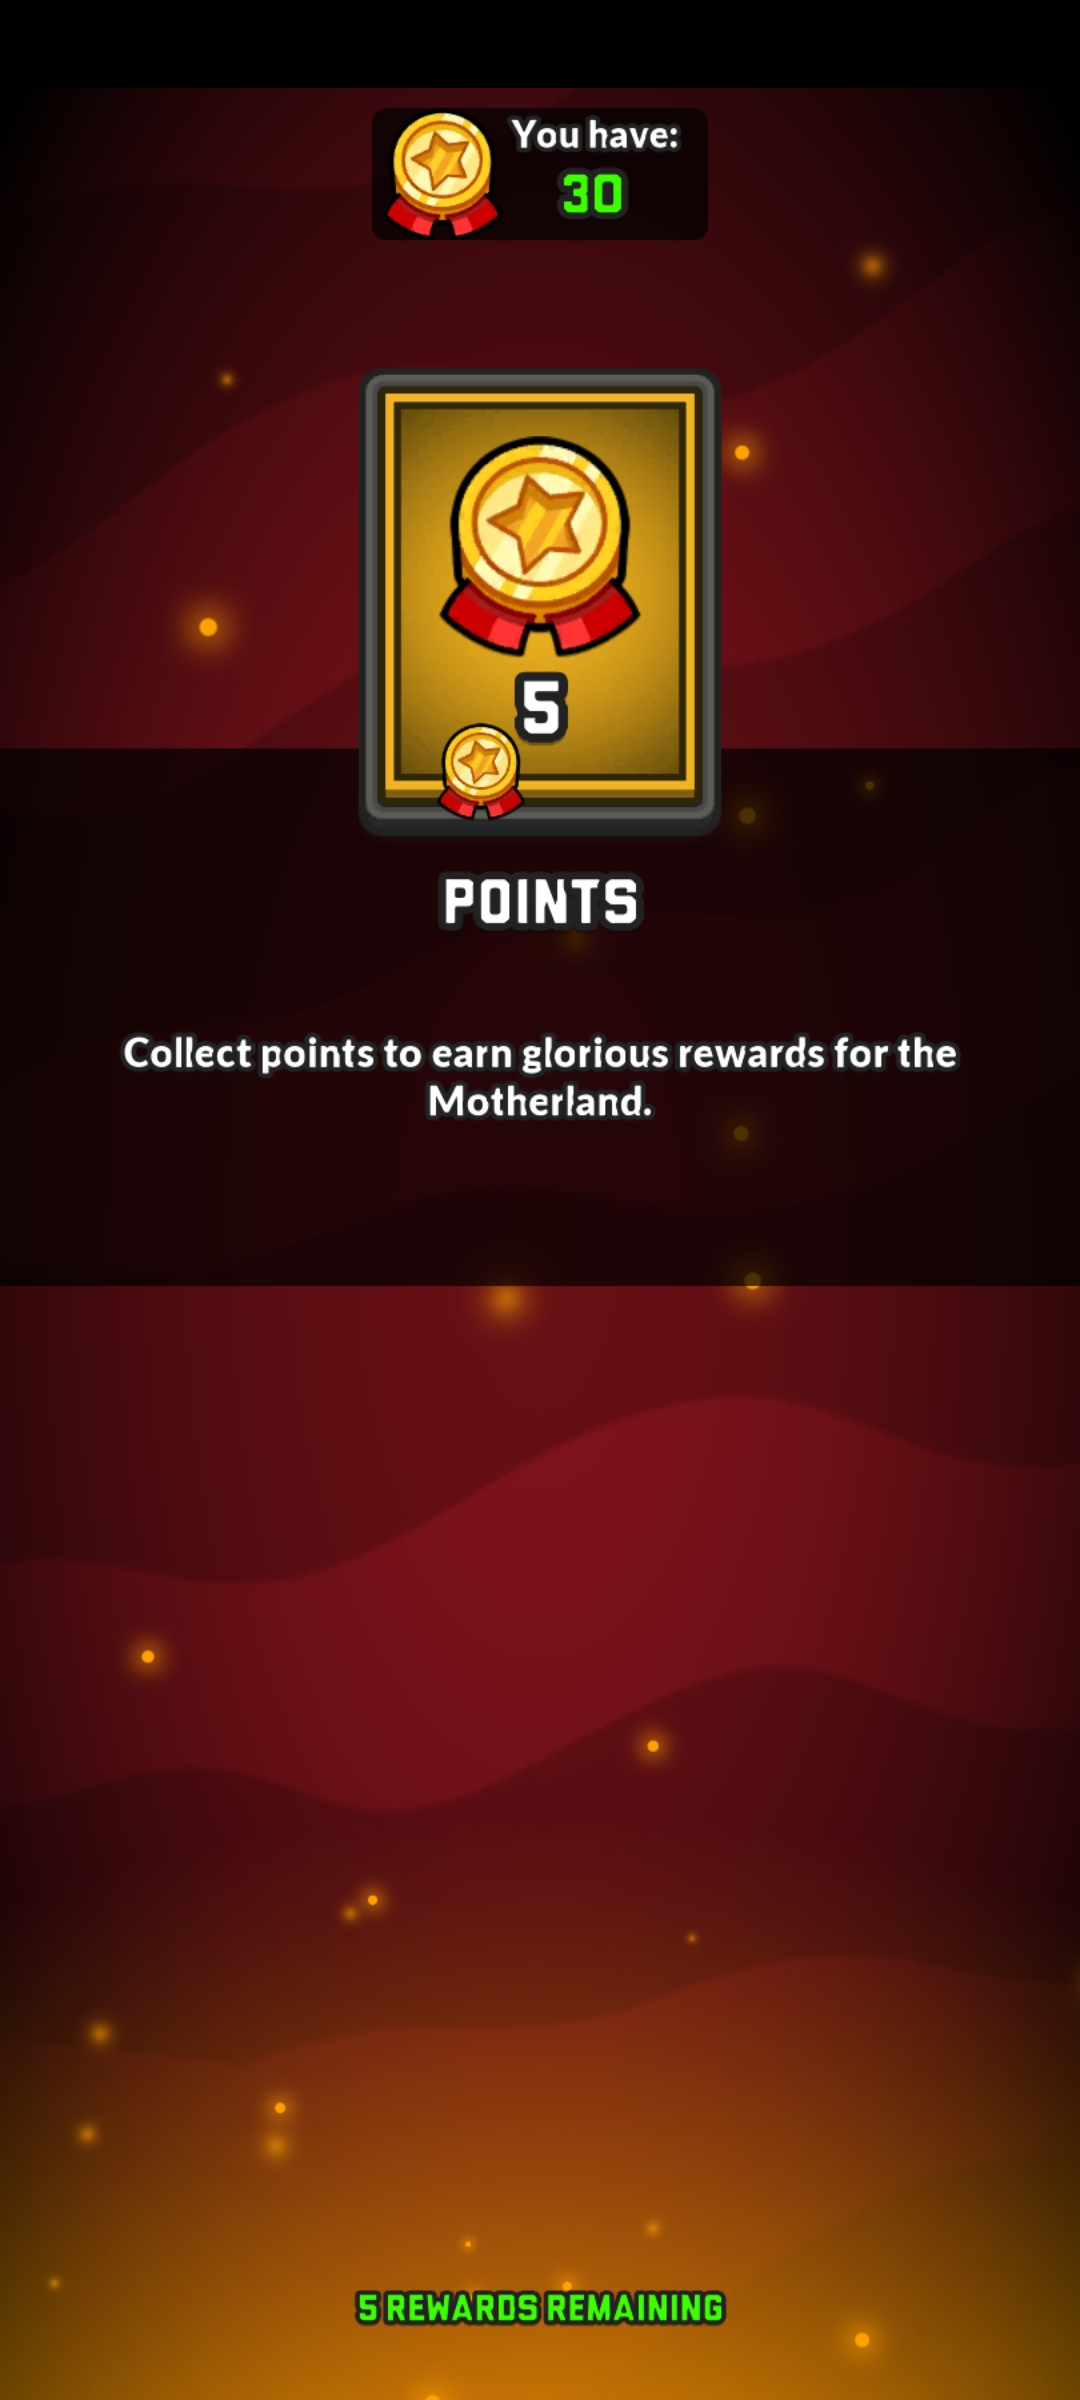 You have:
30
5
POINTS
Collect points to earn glorious rewards for the
Motherland.
5 REWARDS REMAINING